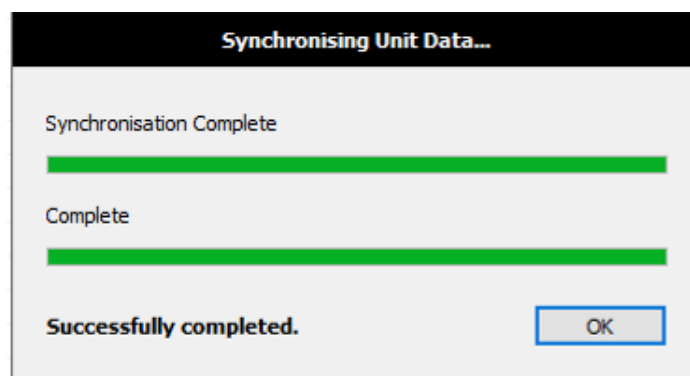 Synchronising Unit Data...
Synchronisation Complete
Complete
Successfully completed.
OK